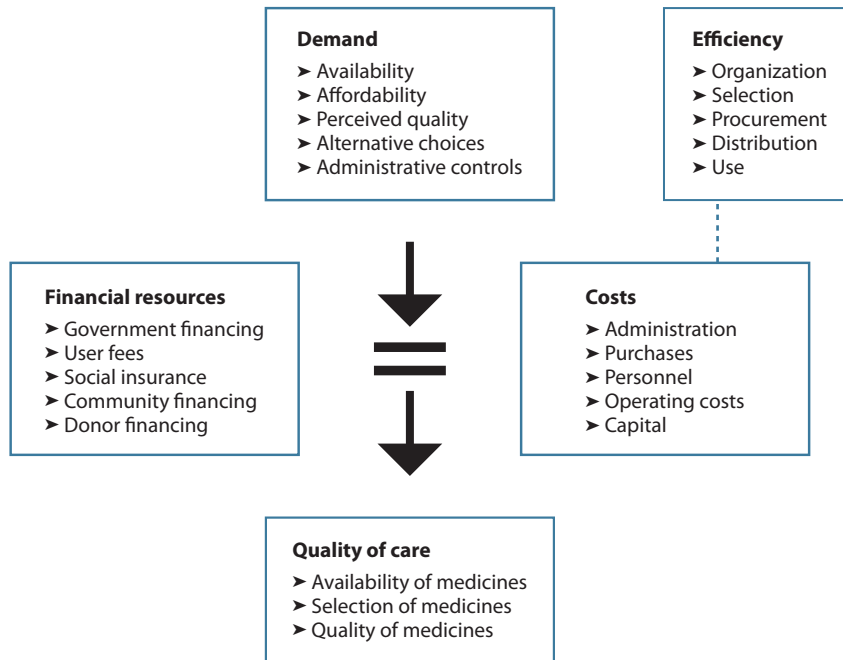 Demand
➤ Availability
➤ Affordability
➤ Perceived quality
➤ Alternative choices
➤ Administrative controls
Efficiency
➤ Organization
➤ Selection
➤ Procurement
➤ Distribution
➤ Use
Financial resources
➤ Government financing
➤ User fees
➤ Social insurance
➤ Community financing
➤ Donor financing
Costs
➤ Administration
➤ Purchases
➤ Personnel
➤ Operating costs
➤ Capital
Quality of care
➤ Availability of medicines
➤ Selection of medicines
➤ Quality of medicines